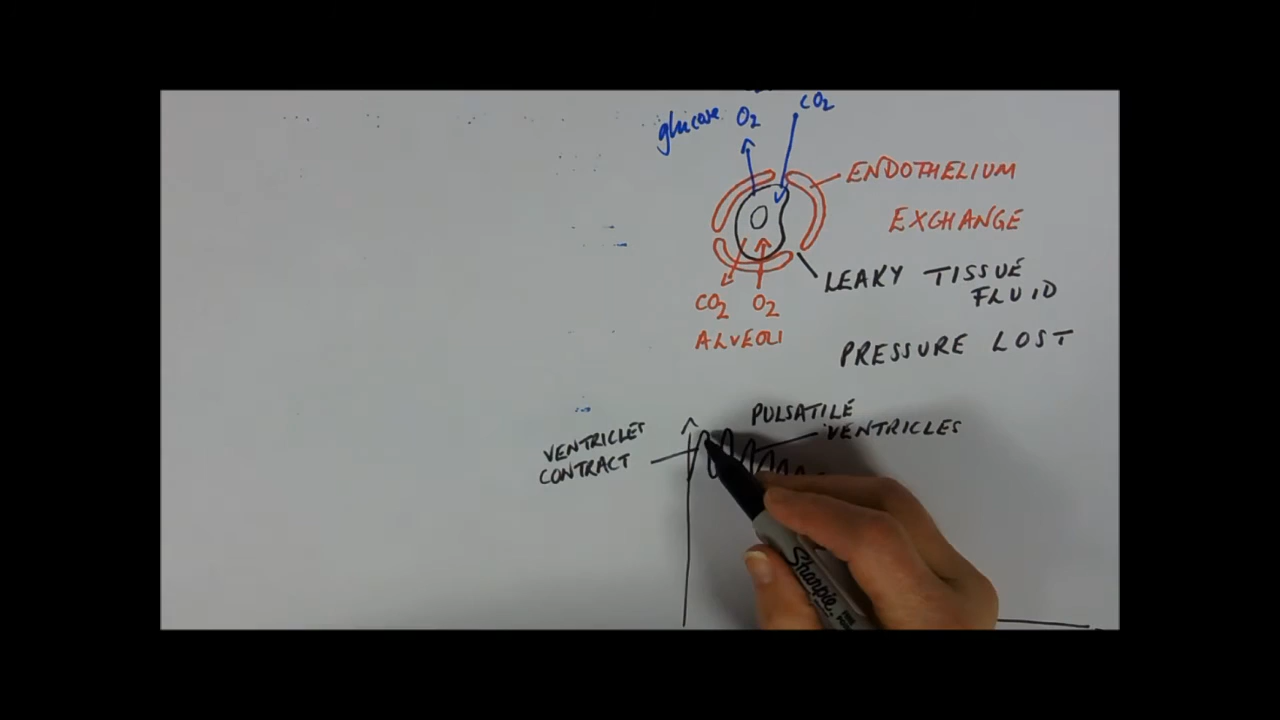 glucose O2 CO2
ENDOTHELIUM
EXCHANGE
LEAKY TISSUE
FLUID
CO2 O2
ALVEOLI
PRESSURE LOST
PULSATILE
VENTRICLES
VENTRICLES
CONTRACT
Sharpie